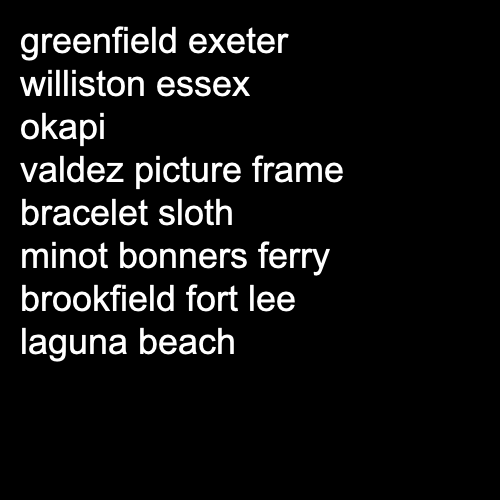 greenfield exeter
williston essex
okapi
valdez picture frame
bracelet sloth
minot bonners ferry
brookfield fort lee
laguna beach